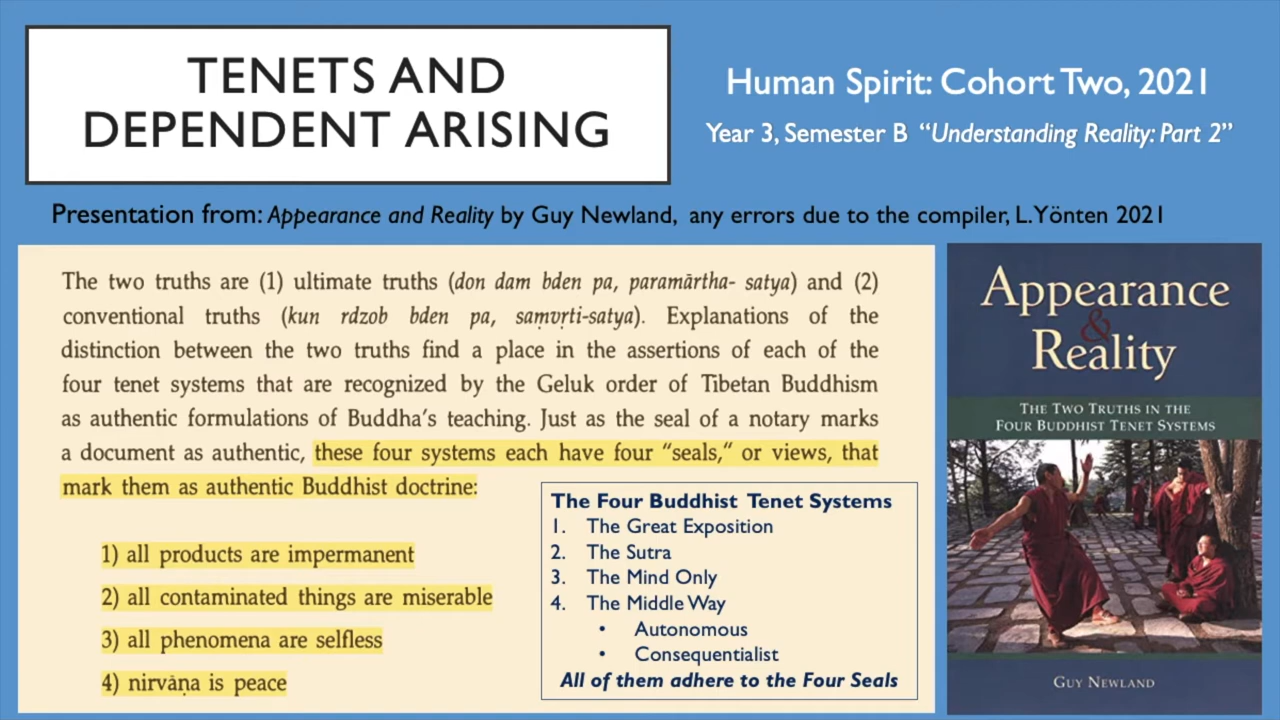 TENETS AND
DEPENDENT ARISING
Human Spirit: Cohort Two, 2021
Year 3, Semester B “Understanding Reality: Part 2”
Presentation from: Appearance and Reality by Guy Newland, any errors due to the compiler, L.Yönten 2021
The two truths are (1) ultimate truths (don dam bden pa, paramārtha- satya) and (2)
conventional truths (kun rdzob bden pa, saṃvṛti-satya). Explanations of the
distinction between the two truths find a place in the assertions of each of the
four tenet systems that are recognized by the Geluk order of Tibetan Buddhism
as authentic formulations of Buddha’s teaching. Just as the seal of a notary marks
a document as authentic, these four systems each have four “seals,” or views, that
mark them as authentic Buddhist doctrine:
1) all products are impermanent
2) all contaminated things are miserable
3) all phenomena are selfless
4) nirvāṇa is peace
The Four Buddhist Tenet Systems
1. The Great Exposition
2. The Sutra
3. The Mind Only
4. The Middle Way
• Autonomous
• Consequentialist
All of them adhere to the Four Seals
Appearance
&
Reality
THE TWO TRUTHS IN THE
FOUR BUDDHIST TENET SYSTEMS
GUY NEWLAND